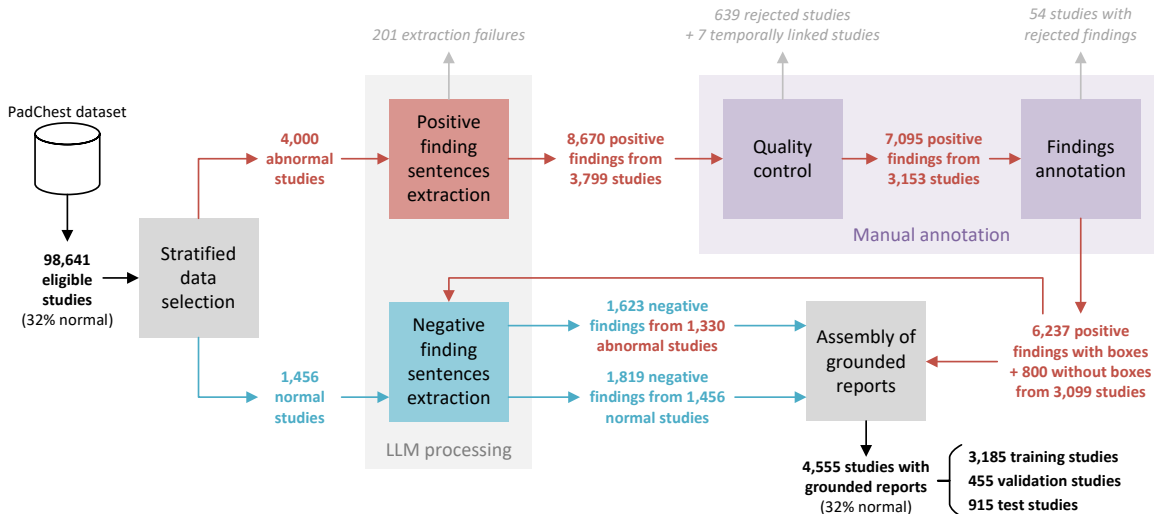 639 rejected studies
+ 7 temporally linked studies
54 studies with
rejected findings
201 extraction failures
PadChest dataset
4,000
abnormal
studies
Positive
finding
sentences
extraction
8,670 positive
findings from
3,799 studies
Quality
control
7,095 positive
findings from
3,153 studies
Findings
annotation
Manual annotation
98,641
eligible
studies
(32% normal)
Stratified
data
selection
1,456
normal
studies
Negative
finding
sentences
extraction
LLM processing
1,623 negative
findings from 1,330
abnormal studies
1,819 negative
findings from 1,456
normal studies
Assembly of
grounded
reports
6,237 positive
findings with boxes
+ 800 without boxes
from 3,099 studies
4,555 studies with
grounded reports
(32% normal)
3,185 training studies
455 validation studies
915 test studies